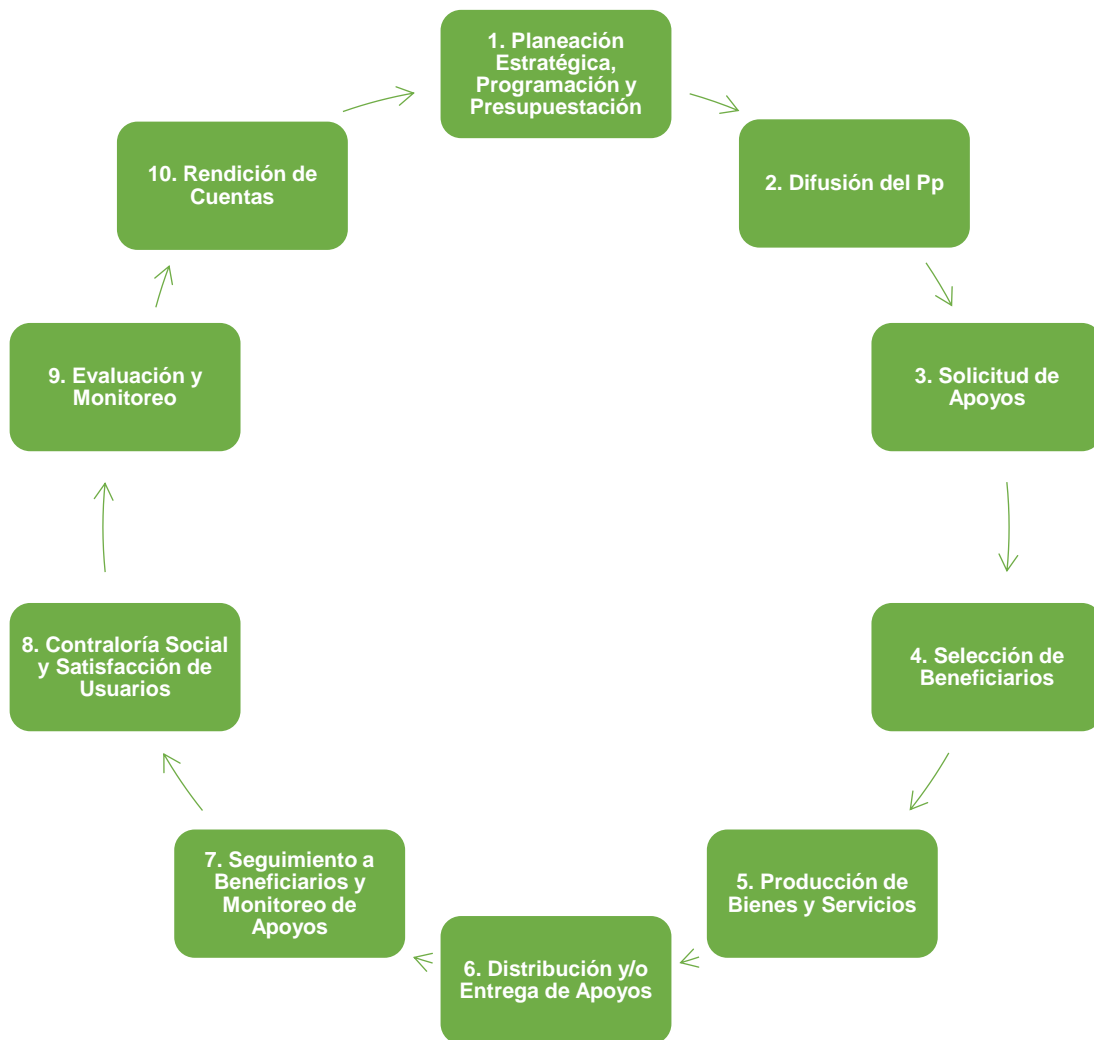 1. Planeación
Estratégica,
Programación y
Presupuestación
2. Difusión del Pp
3. Solicitud de
Apoyos
4. Selección de
Beneficiarios
5. Producción de
Bienes y Servicios
6. Distribución y/o
Entrega de Apoyos
7. Seguimiento a
Beneficiarios y
Monitoreo de
Apoyos
8. Contraloría Social
y Satisfacción de
Usuarios
9. Evaluación y
Monitoreo
10. Rendición de
Cuentas